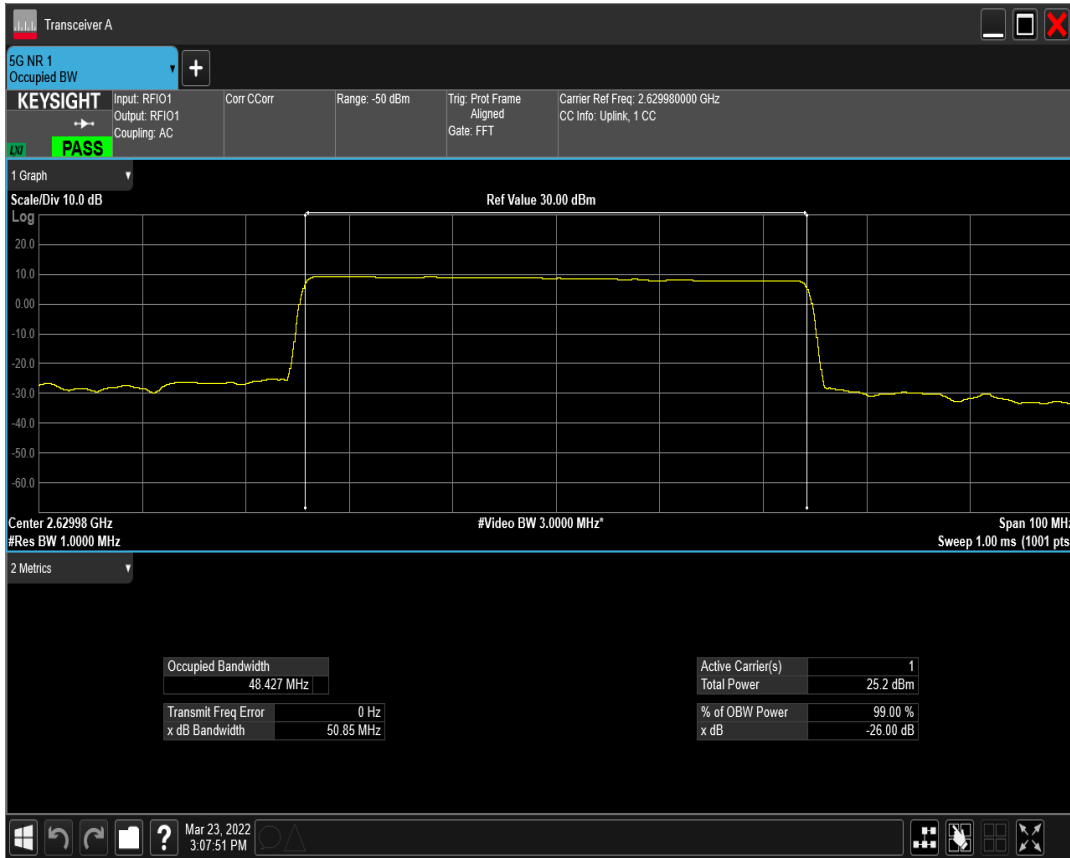 Transceiver A
5G NR 1
Occupied BW
+
KEYSIGHT
LXI
PASS
Input: RFIO1
Output: RFIO1
Coupling: AC
Corr CCorr
Range: -50 dBm
Trig: Prot Frame
Aligned
Gate: FFT
Carrier Ref Freq: 2.629980000 GHz
CC Info: Uplink, 1 CC
1 Graph
Scale/Div 10.0 dB
Ref Value 30.00 dBm
Log
20.0
10.0
0.00
-10.0
-20.0
-30.0
-40.0
-50.0
-60.0
Center 2.62998 GHz
#Video BW 3.0000 MHz*
Span 100 MHz
#Res BW 1.0000 MHz
Sweep 1.00 ms (1001 pts
2 Metrics
Occupied Bandwidth
48.427 MHz
Transmit Freq Error 0 Hz
x dB Bandwidth 50.85 MHz
Active Carrier(s) 1
Total Power 25.2 dBm
% of OBW Power 99.00 %
x dB -26.00 dB
?
Mar 23, 2022
3:07:51 PM